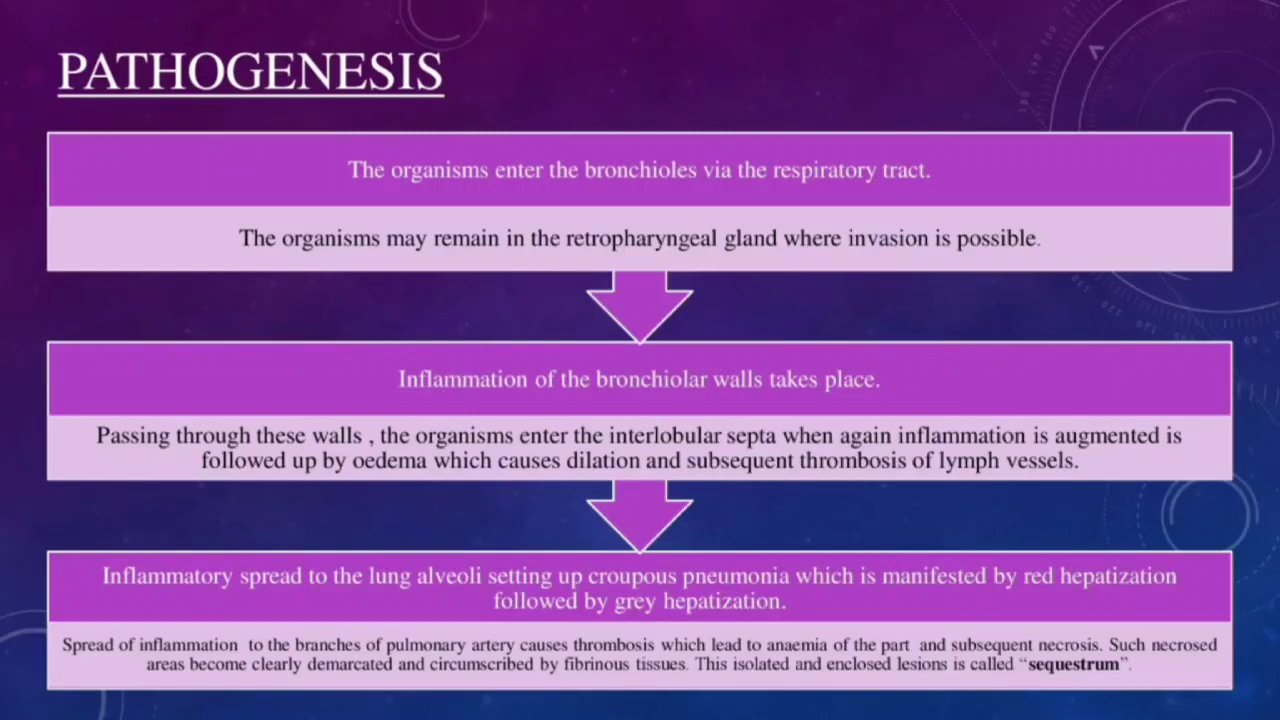 PATHOGENESIS
The organisms enter the bronchioles via the respiratory tract.
The organisms may remain in the retropharyngeal gland where invasion is possible.
Inflammation of the bronchiolar walls takes place.
Passing through these walls , the organisms enter the interlobular septa when again inflammation is augmented is
followed up by oedema which causes dilation and subsequent thrombosis of lymph vessels.
Inflammatory spread to the lung alveoli setting up croupous pneumonia which is manifested by red hepatization
followed by grey hepatization.
Spread of inflammation to the branches of pulmonary artery causes thrombosis which lead to anaemia of the part and subsequent necrosis. Such necrosed
areas become clearly demarcated and circumscribed by fibrinous tissues. This isolated and enclosed lesions is called “sequestrum”.